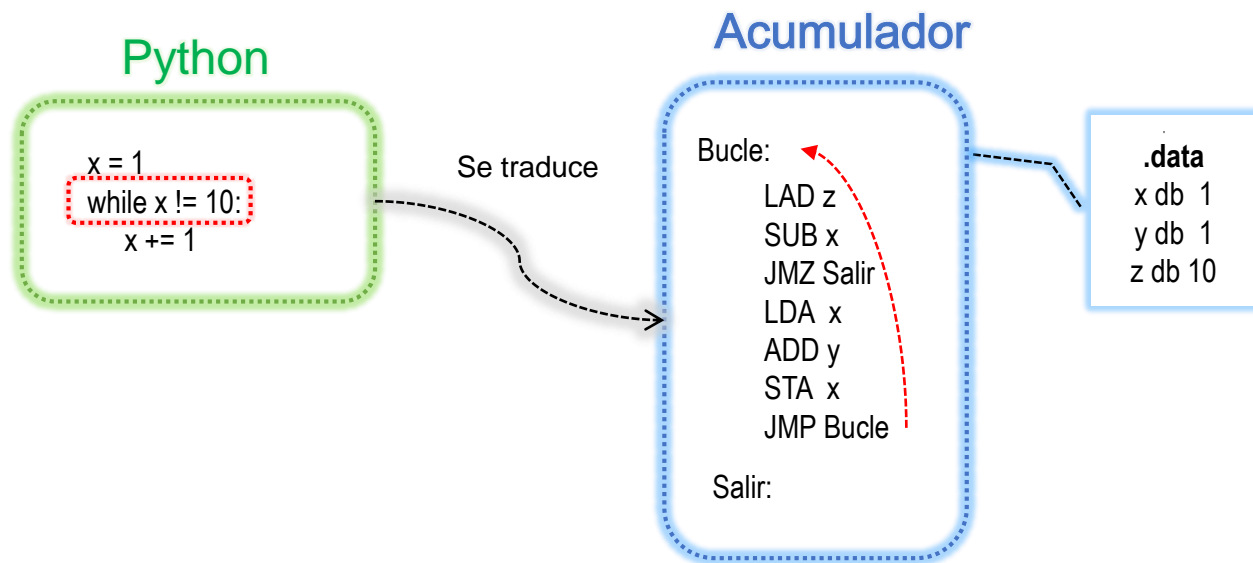 Python
x = 1
while x != 10:
x += 1
Se traduce
Acumulador
Bucle:
LAD z
SUB x
JMZ Salir
LDA x
ADD y
STA x
JMP Bucle
Salir:
.data
x db 1
y db 1
z db 10